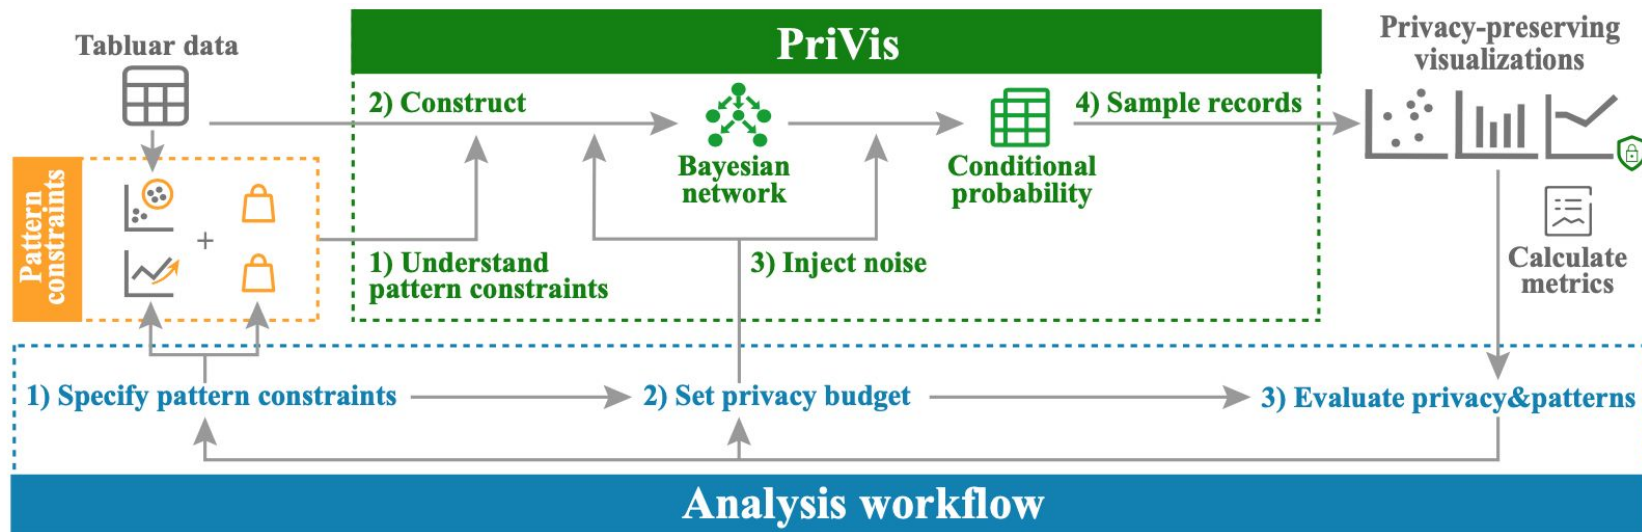 Tabluar data
PriVis
Privacy-preserving
visualizations
2) Construct
4) Sample records
Bayesian
network
Conditional
probability
Pattern
constraints
+
1) Understand
pattern constraints
3) Inject noise
Calculate
metrics
1) Specify pattern constraints
2) Set privacy budget
3) Evaluate privacy&patterns
Analysis workflow